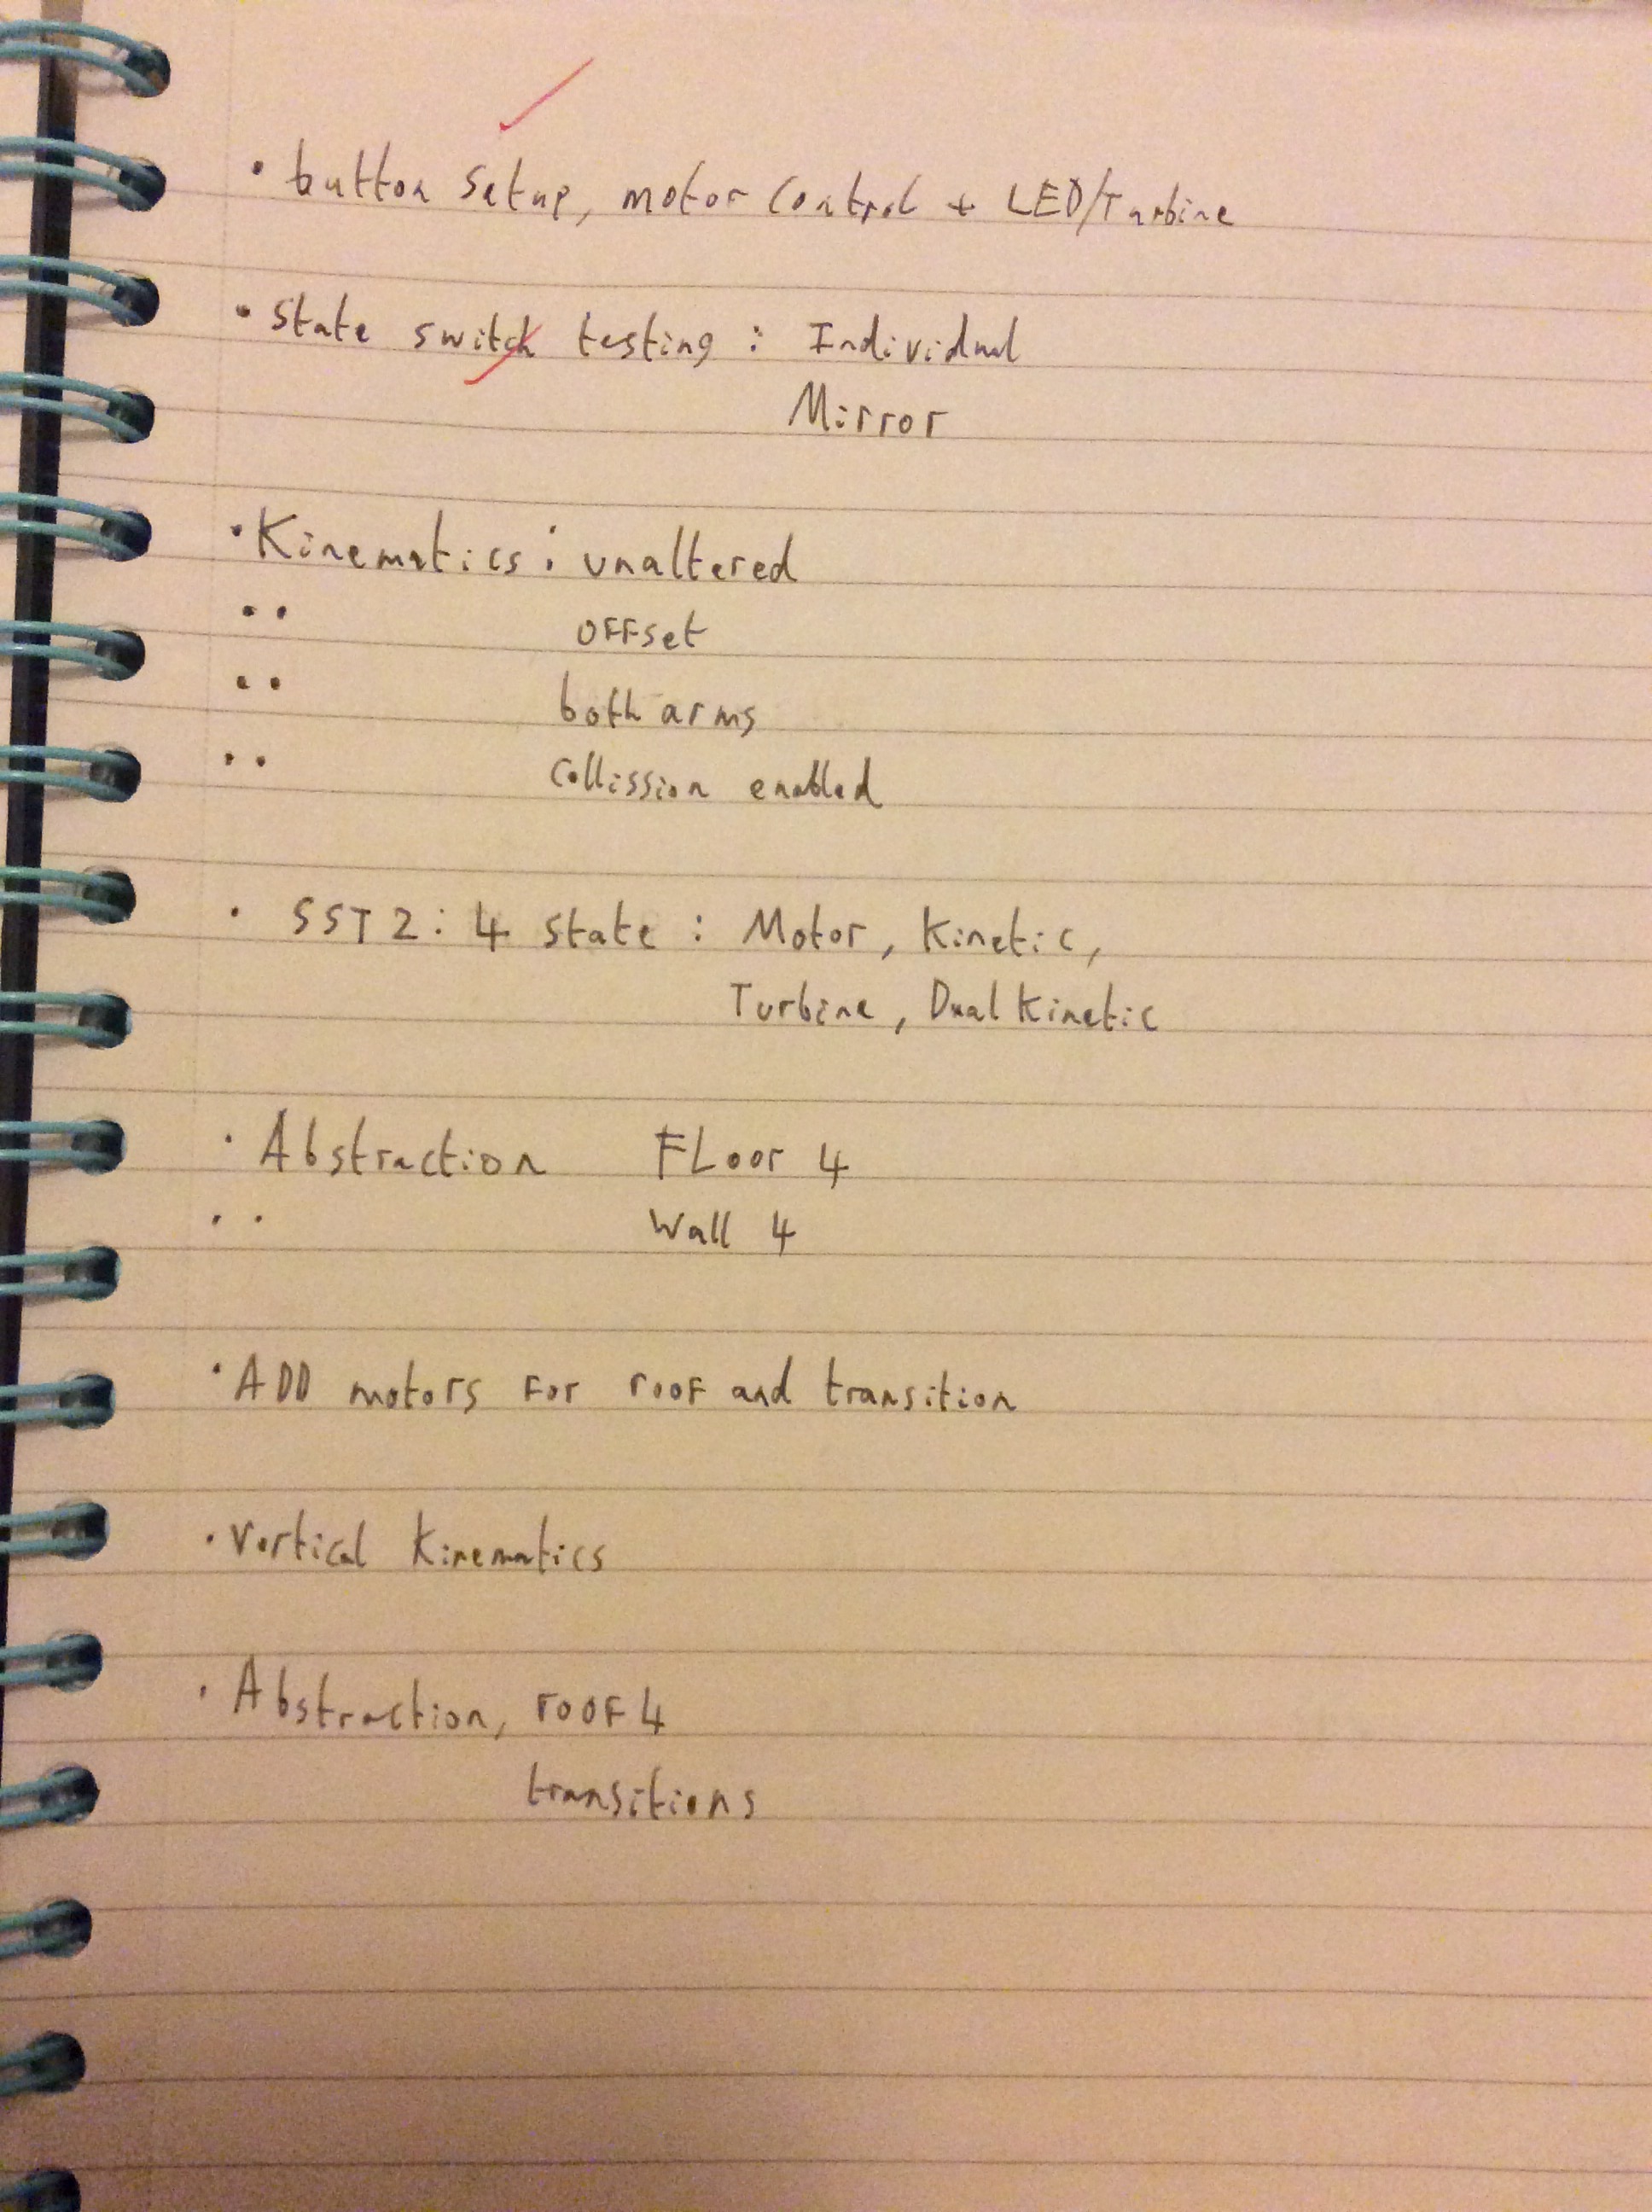 • button setup, motor control + LED/Turbine
• State switch testing : Individual
Mirror
• Kinematics : unaltered
• • offset
• • both arms
• • collission enabled
• SST2 : 4 state : Motor, Kinetic,
Turbine, Dual Kinetic
• Abstraction Floor 4
• • Wall 4
• ADD motors for roof and transition
• Vertical Kinematics
• Abstraction, roof 4
transitions